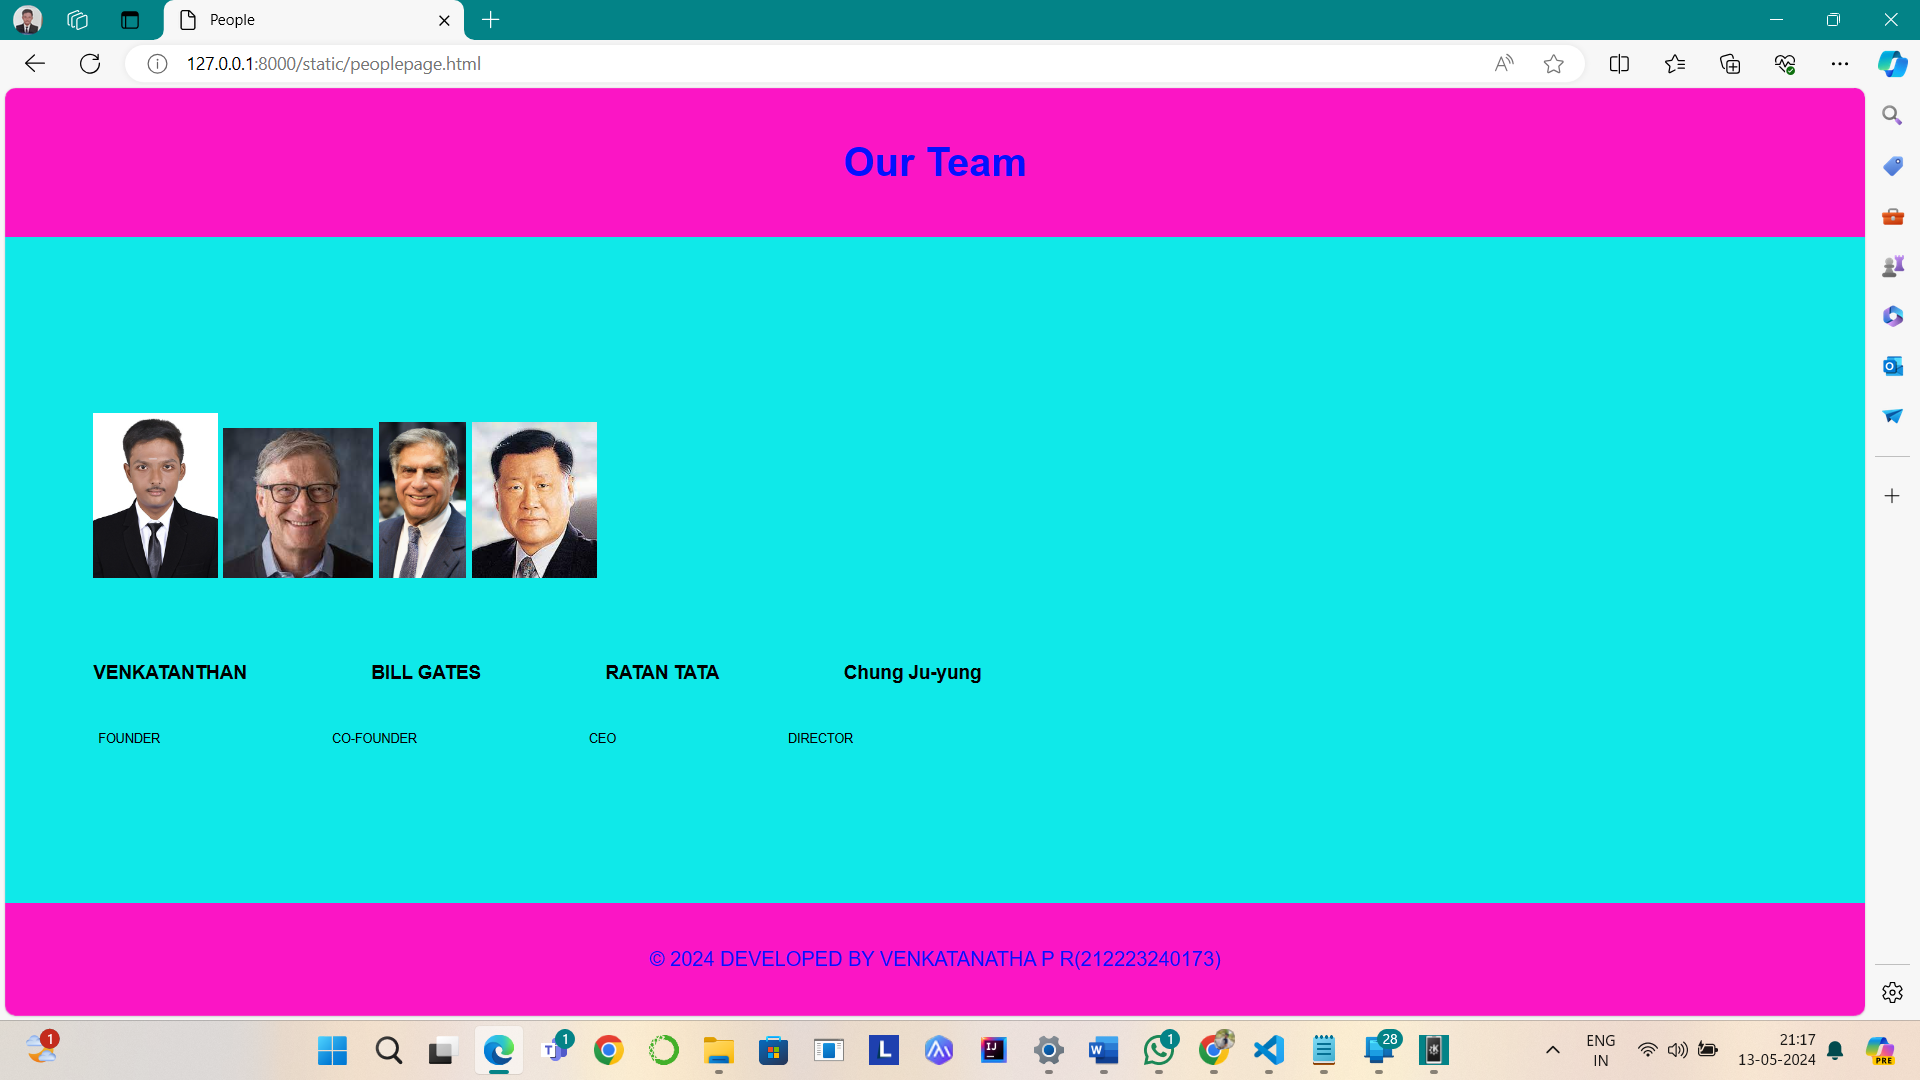 People
127.0.0.1:8000/static/peoplepage.html
Our Team
VENKATANTHAN BILL GATES RATAN TATA Chung Ju-yung
FOUNDER CO-FOUNDER CEO DIRECTOR
© 2024 DEVELOPED BY VENKATANATHA P R(212223240173)
1
1
1
28
ENG
IN
21:17
13-05-2024
PRE